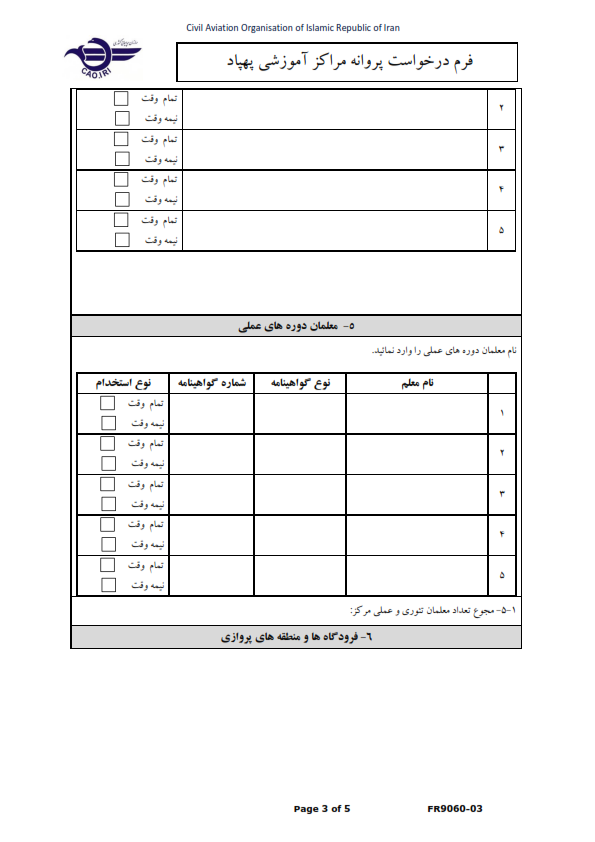 Civil Aviation Organisation of Islamic Republic of Iran
CAO.IRI
فرم درخواست پروانه مراکز آموزشی پهپاد
۲ تمام وقت
نیمه وقت
۳ تمام وقت
نیمه وقت
۴ تمام وقت
نیمه وقت
۵ تمام وقت
نیمه وقت
۵- معلمان دوره های عملی
نام معلمان دوره های عملی را وارد نمائید.
نام معلم نوع گواهینامه شماره گواهینامه نوع استخدام
۱ تمام وقت
نیمه وقت
۲ تمام وقت
نیمه وقت
۳ تمام وقت
نیمه وقت
۴ تمام وقت
نیمه وقت
۵ تمام وقت
نیمه وقت
۵-۱- مجوع تعداد معلمان تئوری و عملی مرکز:
۶- فرودگاه ها و منطقه های پروازی
Page 3 of 5 FR9060-03